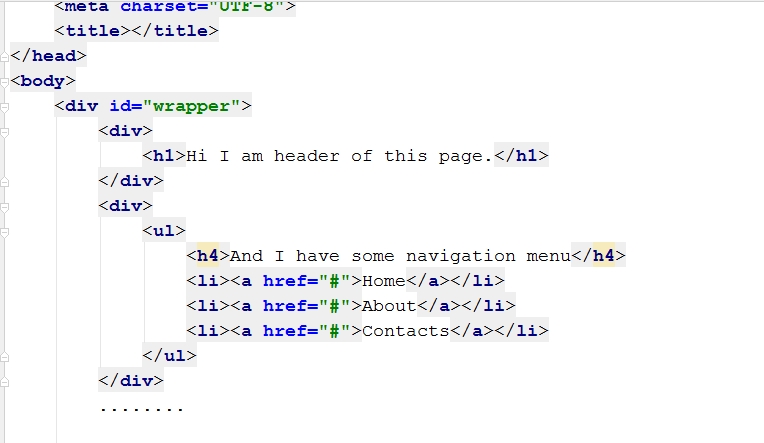 <meta charset="UTF-8">
<title></title>
</head>
<body>
<div id="wrapper">
<div>
<h1>Hi I am header of this page.</h1>
</div>
<div>
<ul>
<h4>And I have some navigation menu</h4>
<li><a href="#">Home</a></li>
<li><a href="#">About</a></li>
<li><a href="#">Contacts</a></li>
</ul>
</div>
........